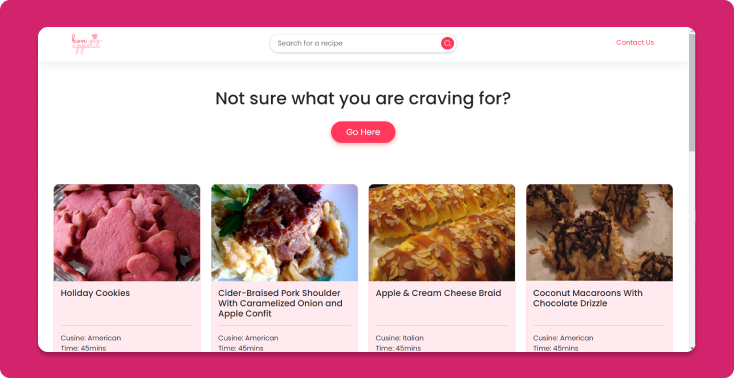 bon
appétit
Search for a recipe
Contact Us
Not sure what you are craving for?
Go Here
Holiday Cookies
Cider-Braised Pork Shoulder
With Caramelized Onion and
Apple Confit
Apple & Cream Cheese Braid
Coconut Macaroons With
Chocolate Drizzle
Cusine: American
Time: 45mins
Cusine: American
Time: 45mins
Cusine: Italian
Time: 45mins
Cusine: American
Time: 45mins